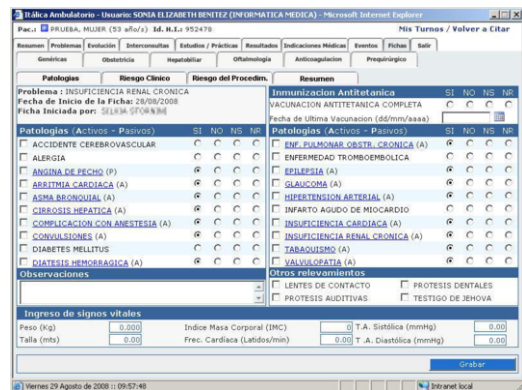 Itálica Ambulatorio - Usuario: SONIA ELIZABETH BENITEZ (INFORMATICA MEDICA) - Microsoft Internet Explorer
Pac.: PRUEBA, MUJER (53 año/s) Id. H.I.: 952478 Mis Turnos / Volver a Citar
Resumen Problemas Evolución Interconsultas Estudios / Prácticas Resultados Indicaciones Médicas Eventos Fichas Salir
Genéricas Obstetricia Hepatobiliar Oftalmología Anticoagulacion Prequirúrgico
Patologias Riesgo Clinico Riesgo del Procedim. Resumen
Problema : INSUFICIENCIA RENAL CRONICA
Fecha de Inicio de la Ficha: 28/08/2008
Ficha Iniciada por:
Inmunizacion Antitetanica SI NO NS NR
VACUNACION ANTITETANICA COMPLETA
Fecha de Ultima Vacunacion (dd/mm/aaaa)
Patologías (Activos - Pasivos) SI NO NS NR
ACCIDENTE CEREBROVASCULAR
ALERGIA
ANGINA DE PECHO (P)
ARRITMIA CARDIACA (A)
ASMA BRONQUIAL (A)
CIRROSIS HEPATICA (A)
COMPLICACION CON ANESTESIA (A)
CONVULSIONES (A)
DIABETES MELLITUS
DIATESIS HEMORRAGICA (A)
Patologías (Activos - Pasivos) SI NO NS NR
ENF. PULMONAR OBSTR. CRONICA (A)
ENFERMEDAD TROMBOEMBOLICA
EPILEPSIA (A)
GLAUCOMA (A)
HIPERTENSION ARTERIAL (A)
INFARTO AGUDO DE MIOCARDIO
INSUFICIENCIA CARDIACA (A)
INSUFICIENCIA RENAL CRONICA (A)
TABAQUISMO (A)
VALVULOPATIA (A)
Observaciones
Otros relevamientos
LENTES DE CONTACTO PROTESIS DENTALES
PROTESIS AUDITIVAS TESTIGO DE JEHOVA
Ingreso de signos vitales
Peso (Kg) 0.000 Indice Masa Corporal (IMC) 0 T.A. Sistólica (mmHg) 0.00
Talla (mts) 0.00 Frec. Cardíaca (Latidos/min) 0.00 T .A. Diastólica (mmHg) 0.00
Grabar
Viernes 29 Agosto de 2008 :: 09:57:48 Intranet local